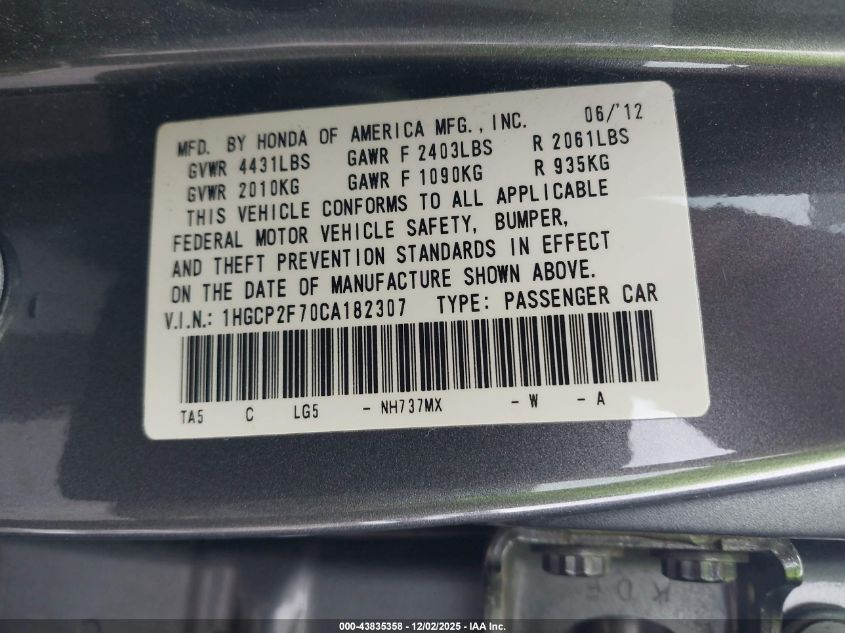 MFD. BY HONDA OF AMERICA MFG., INC. 06/'12
GVWR 4431LBS GAWR F 2403LBS R 2061LBS
GVWR 2010KG GAWR F 1090KG R 935KG
THIS VEHICLE CONFORMS TO ALL APPLICABLE
FEDERAL MOTOR VEHICLE SAFETY, BUMPER,
AND THEFT PREVENTION STANDARDS IN EFFECT
ON THE DATE OF MANUFACTURE SHOWN ABOVE.
V.I.N.: 1HGCP2F70CA182307 TYPE: PASSENGER CAR
TA5 C LG5 - NH737MX - W - A
KDF
000-43835358 - 12/02/2025 - IAA Inc.